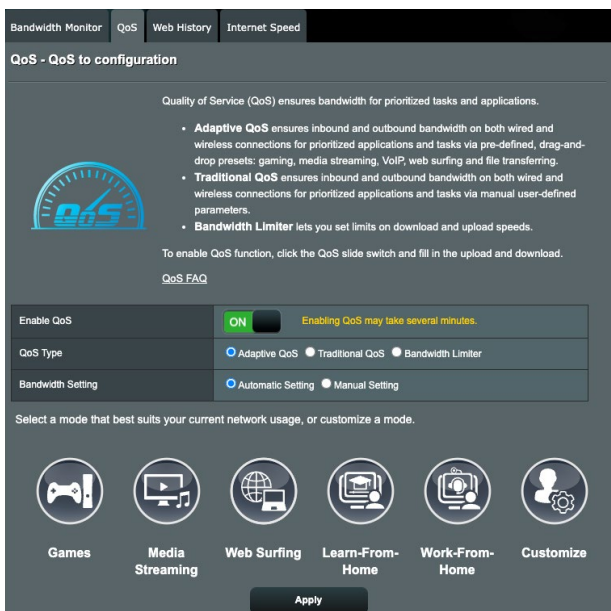 Bandwidth Monitor QoS Web History Internet Speed
QoS - QoS to configuration
Quality of Service (QoS) ensures bandwidth for prioritized tasks and applications.
• Adaptive QoS ensures inbound and outbound bandwidth on both wired and
wireless connections for prioritized applications and tasks via pre-defined, drag-and-
drop presets: gaming, media streaming, VoIP, web surfing and file transferring.
• Traditional QoS ensures inbound and outbound bandwidth on both wired and
wireless connections for prioritized applications and tasks via manual user-defined
parameters.
• Bandwidth Limiter lets you set limits on download and upload speeds.
QoS
To enable QoS function, click the QoS slide switch and fill in the upload and download.
QoS FAQ
Enable QoS ON Enabling QoS may take several minutes.
QoS Type Adaptive QoS Traditional QoS Bandwidth Limiter
Bandwidth Setting Automatic Setting Manual Setting
Select a mode that best suits your current network usage, or customize a mode.
Games Media Web Surfing Learn-From- Work-From- Customize
Streaming Home Home
Apply